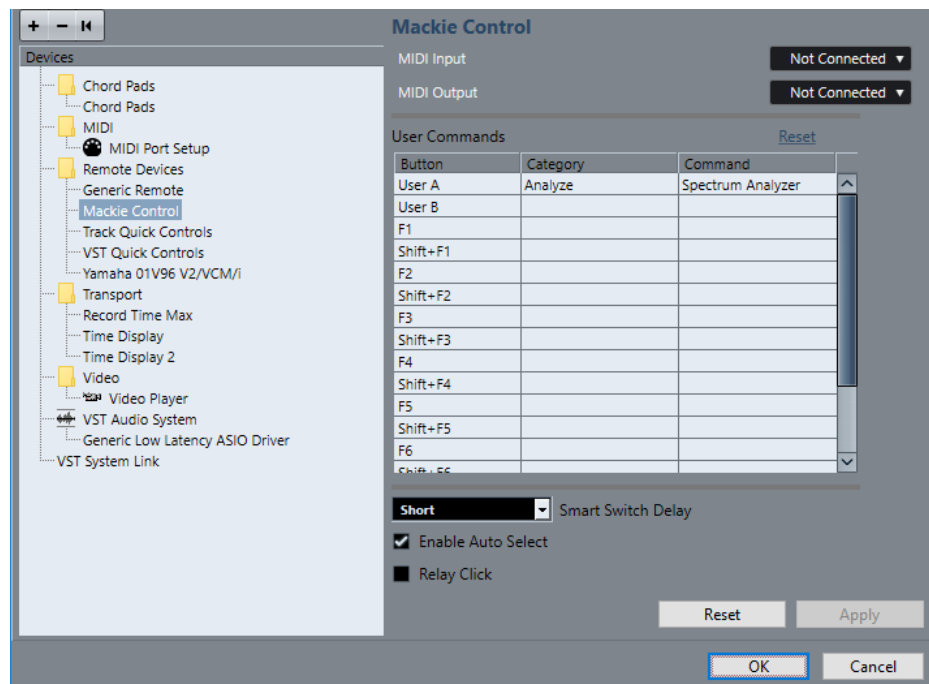 Devices
Chord Pads
Chord Pads
MIDI
MIDI Port Setup
Remote Devices
Generic Remote
Mackie Control
Track Quick Controls
VST Quick Controls
Yamaha 01V96 V2/VCM/i
Transport
Record Time Max
Time Display
Time Display 2
Video
Video Player
VST Audio System
Generic Low Latency ASIO Driver
VST System Link
Mackie Control
MIDI Input Not Connected
MIDI Output Not Connected
User Commands Reset
Button Category Command
User A Analyze Spectrum Analyzer
User B
F1
Shift+F1
F2
Shift+F2
F3
Shift+F3
F4
Shift+F4
F5
Shift+F5
F6
Shift+F6
Short Smart Switch Delay
Enable Auto Select
Relay Click
Reset Apply
OK Cancel